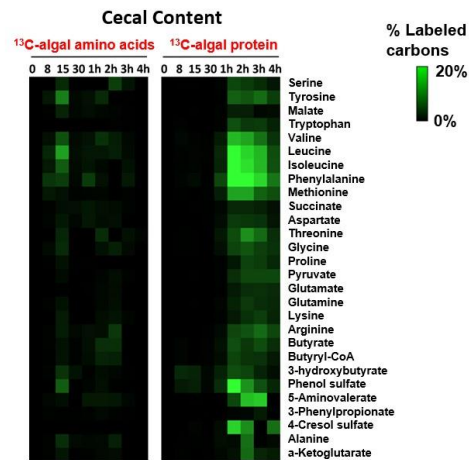 Cecal Content
13C-algal amino acids
13C-algal protein
% Labeled
carbons
20%
0%
0 8 15 30 1h 2h 3h 4h
0 8 15 30 1h 2h 3h 4h
Serine
Tyrosine
Malate
Tryptophan
Valine
Leucine
Isoleucine
Phenylalanine
Methionine
Succinate
Aspartate
Threonine
Glycine
Proline
Pyruvate
Glutamate
Glutamine
Lysine
Arginine
Butyrate
Butyryl-CoA
3-hydroxybutyrate
Phenol sulfate
5-Aminovalerate
3-Phenylpropionate
4-Cresol sulfate
Alanine
a-Ketoglutarate